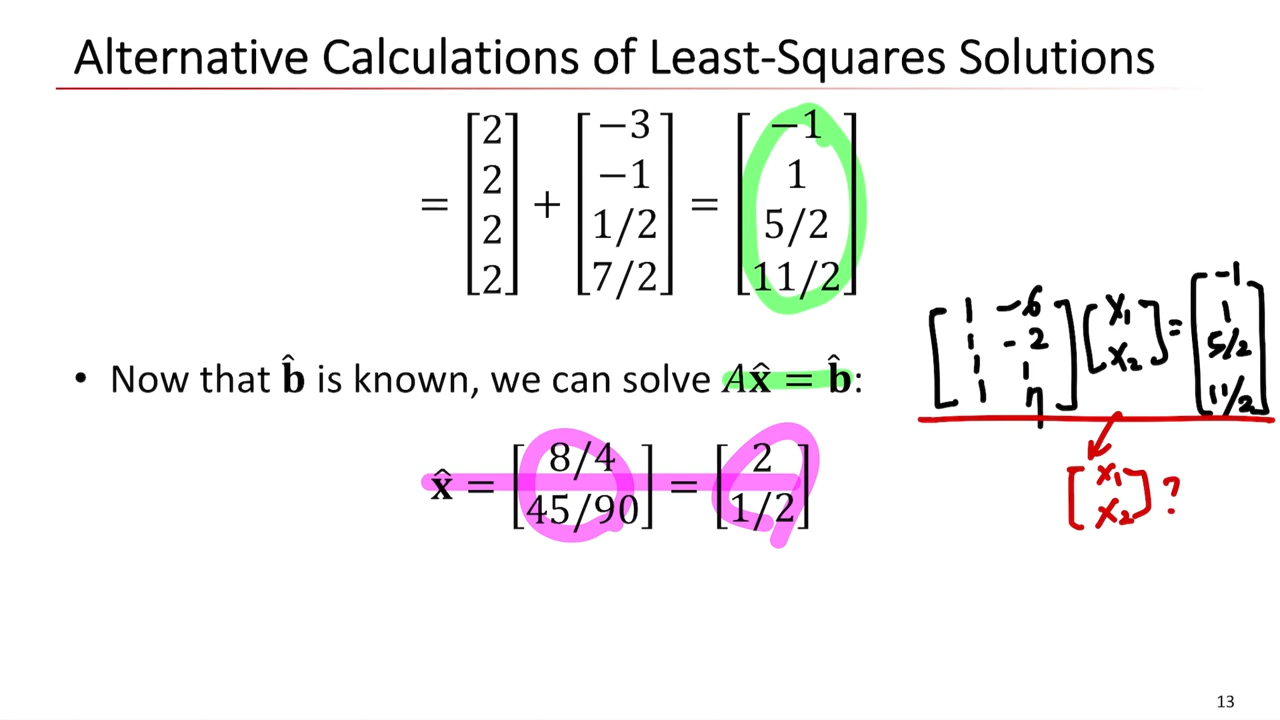 Alternative Calculations of Least-Squares Solutions
= [2 2 2 2] + [−3 −1 1/2 7/2] = [−1 1 5/2 11/2]
• Now that b̂ is known, we can solve Ax̂ = b̂:
x̂ = [8/4 45/90] = [2 1/2]
[1 -6 1 -2 1 1 1 7] [x₁ x₂] = [-1 1 5/2 11/2]
[x₁ x₂] ?
13